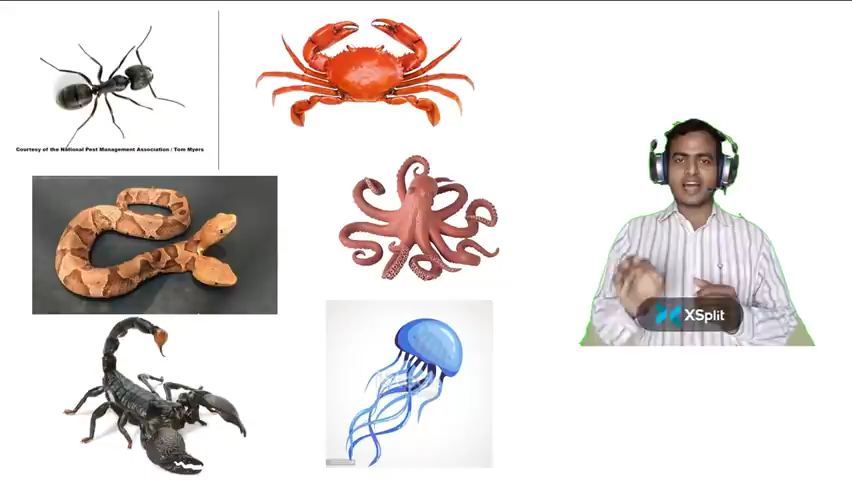 Courtesy of the National Pest Management Association / Tom Myers
XSplit